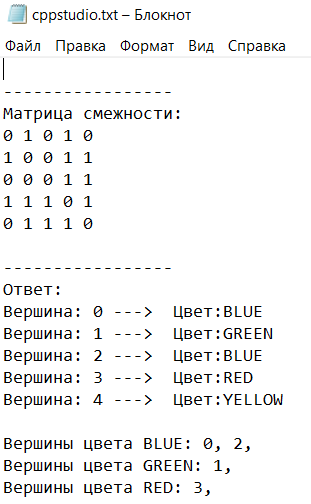 cppstudio.txt – Блокнот
Файл Правка Формат Вид Справка
-----------------
Матрица смежности:
0 1 0 1 0
1 0 0 1 1
0 0 0 1 1
1 1 1 0 1
0 1 1 1 0
-----------------
Ответ:
Вершина: 0 ---> Цвет:BLUE
Вершина: 1 ---> Цвет:GREEN
Вершина: 2 ---> Цвет:BLUE
Вершина: 3 ---> Цвет:RED
Вершина: 4 ---> Цвет:YELLOW
Вершины цвета BLUE: 0, 2,
Вершины цвета GREEN: 1,
Вершины цвета RED: 3,